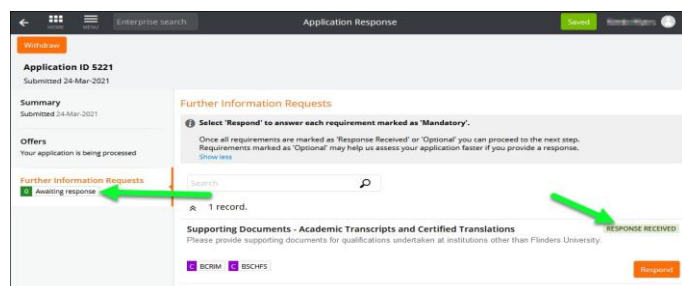 HOME
MENU
Enterprise search
Application Response
Saved
Withdraw
Application ID 5221
Submitted 24-Mar-2021
Summary
Submitted 24-Mar-2021
Offers
Your application is being processed
Further Information Requests
0 Awaiting response
Further Information Requests
Select 'Respond' to answer each requirement marked as 'Mandatory'.
Once all requirements are marked as 'Response Received' or 'Optional' you can proceed to the next step.
Requirements marked as 'Optional' may help us assess your application faster if you provide a response.
Show less
Search
1 record.
Supporting Documents - Academic Transcripts and Certified Translations
RESPONSE RECEIVED
Please provide supporting documents for qualifications undertaken at institutions other than Flinders University.
C BCRIM C BSCHFS
Respond